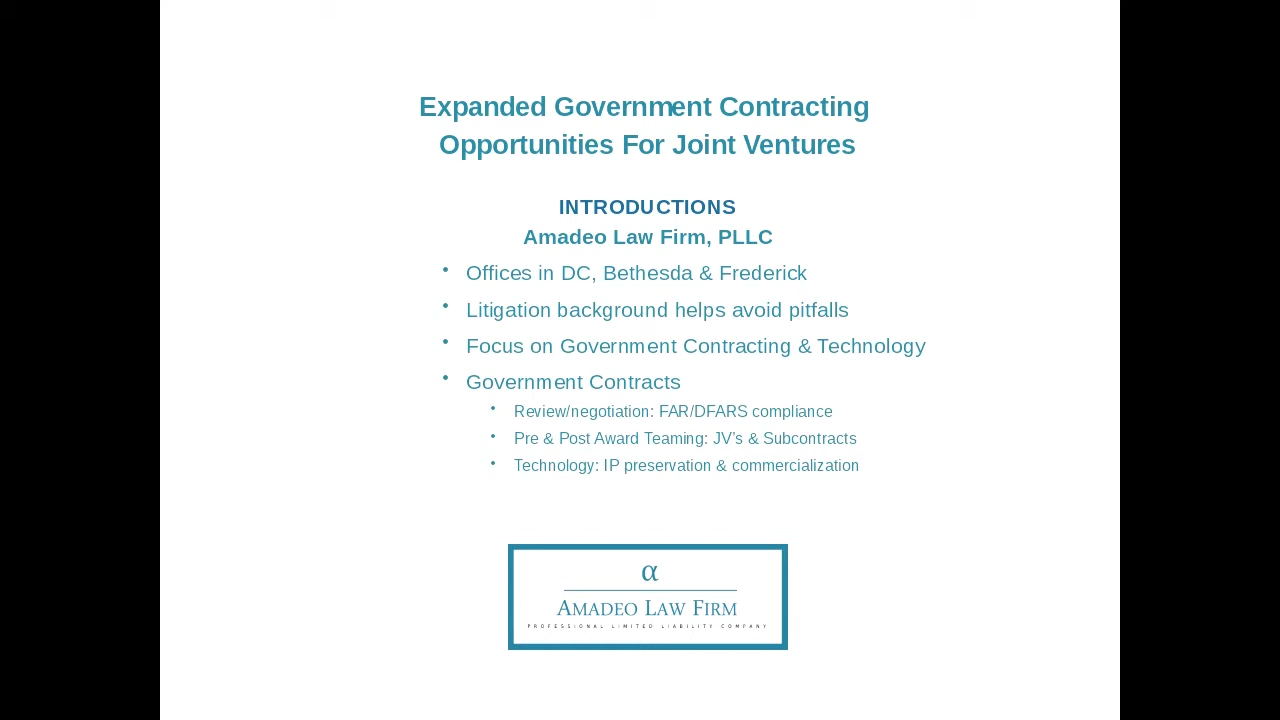 Expanded Government Contracting
Opportunities For Joint Ventures
INTRODUCTIONS
Amadeo Law Firm, PLLC
• Offices in DC, Bethesda & Frederick
• Litigation background helps avoid pitfalls
• Focus on Government Contracting & Technology
• Government Contracts
• Review/negotiation: FAR/DFARS compliance
• Pre & Post Award Teaming: JV's & Subcontracts
• Technology: IP preservation & commercialization
α
AMADEO LAW FIRM
PROFESSIONAL LIMITED LIABILITY COMPANY